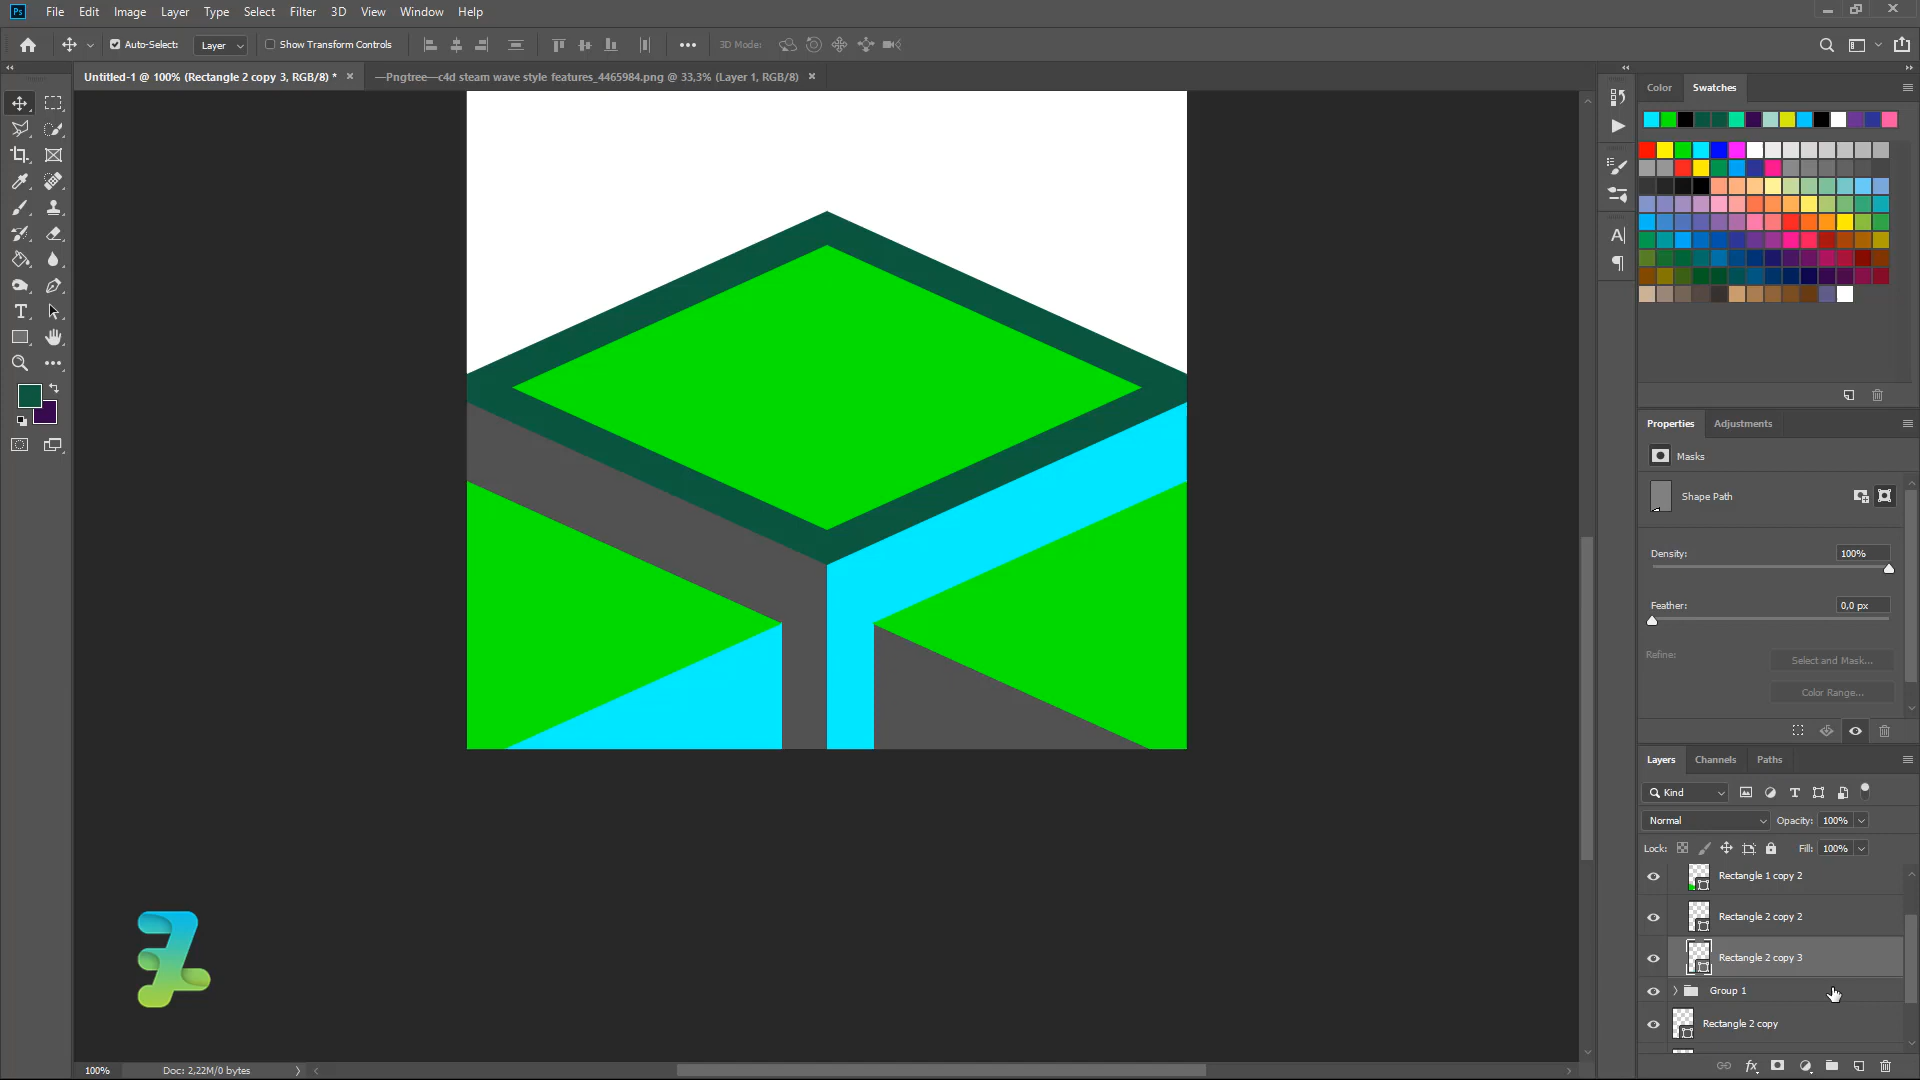 Ps File Edit Image Layer Type Select Filter 3D View Window Help
Auto-Select: Layer Show Transform Controls 3D Mode:
Untitled-1 @ 100% (Rectangle 2 copy 3, RGB/8) * × —Pngtree—c4d steam wave style features_4465984.png @ 33,3% (Layer 1, RGB/8) ×
Color Swatches
Properties Adjustments
Masks
Shape Path
Density: 100%
Feather: 0,0 px
Refine: Select and Mask...
Color Range...
Layers Channels Paths
Kind
Normal Opacity: 100%
Lock: Fill: 100%
Rectangle 1 copy 2
Rectangle 2 copy 2
Rectangle 2 copy 3
Group 1
Rectangle 2 copy
100% Doc: 2,22M/0 bytes